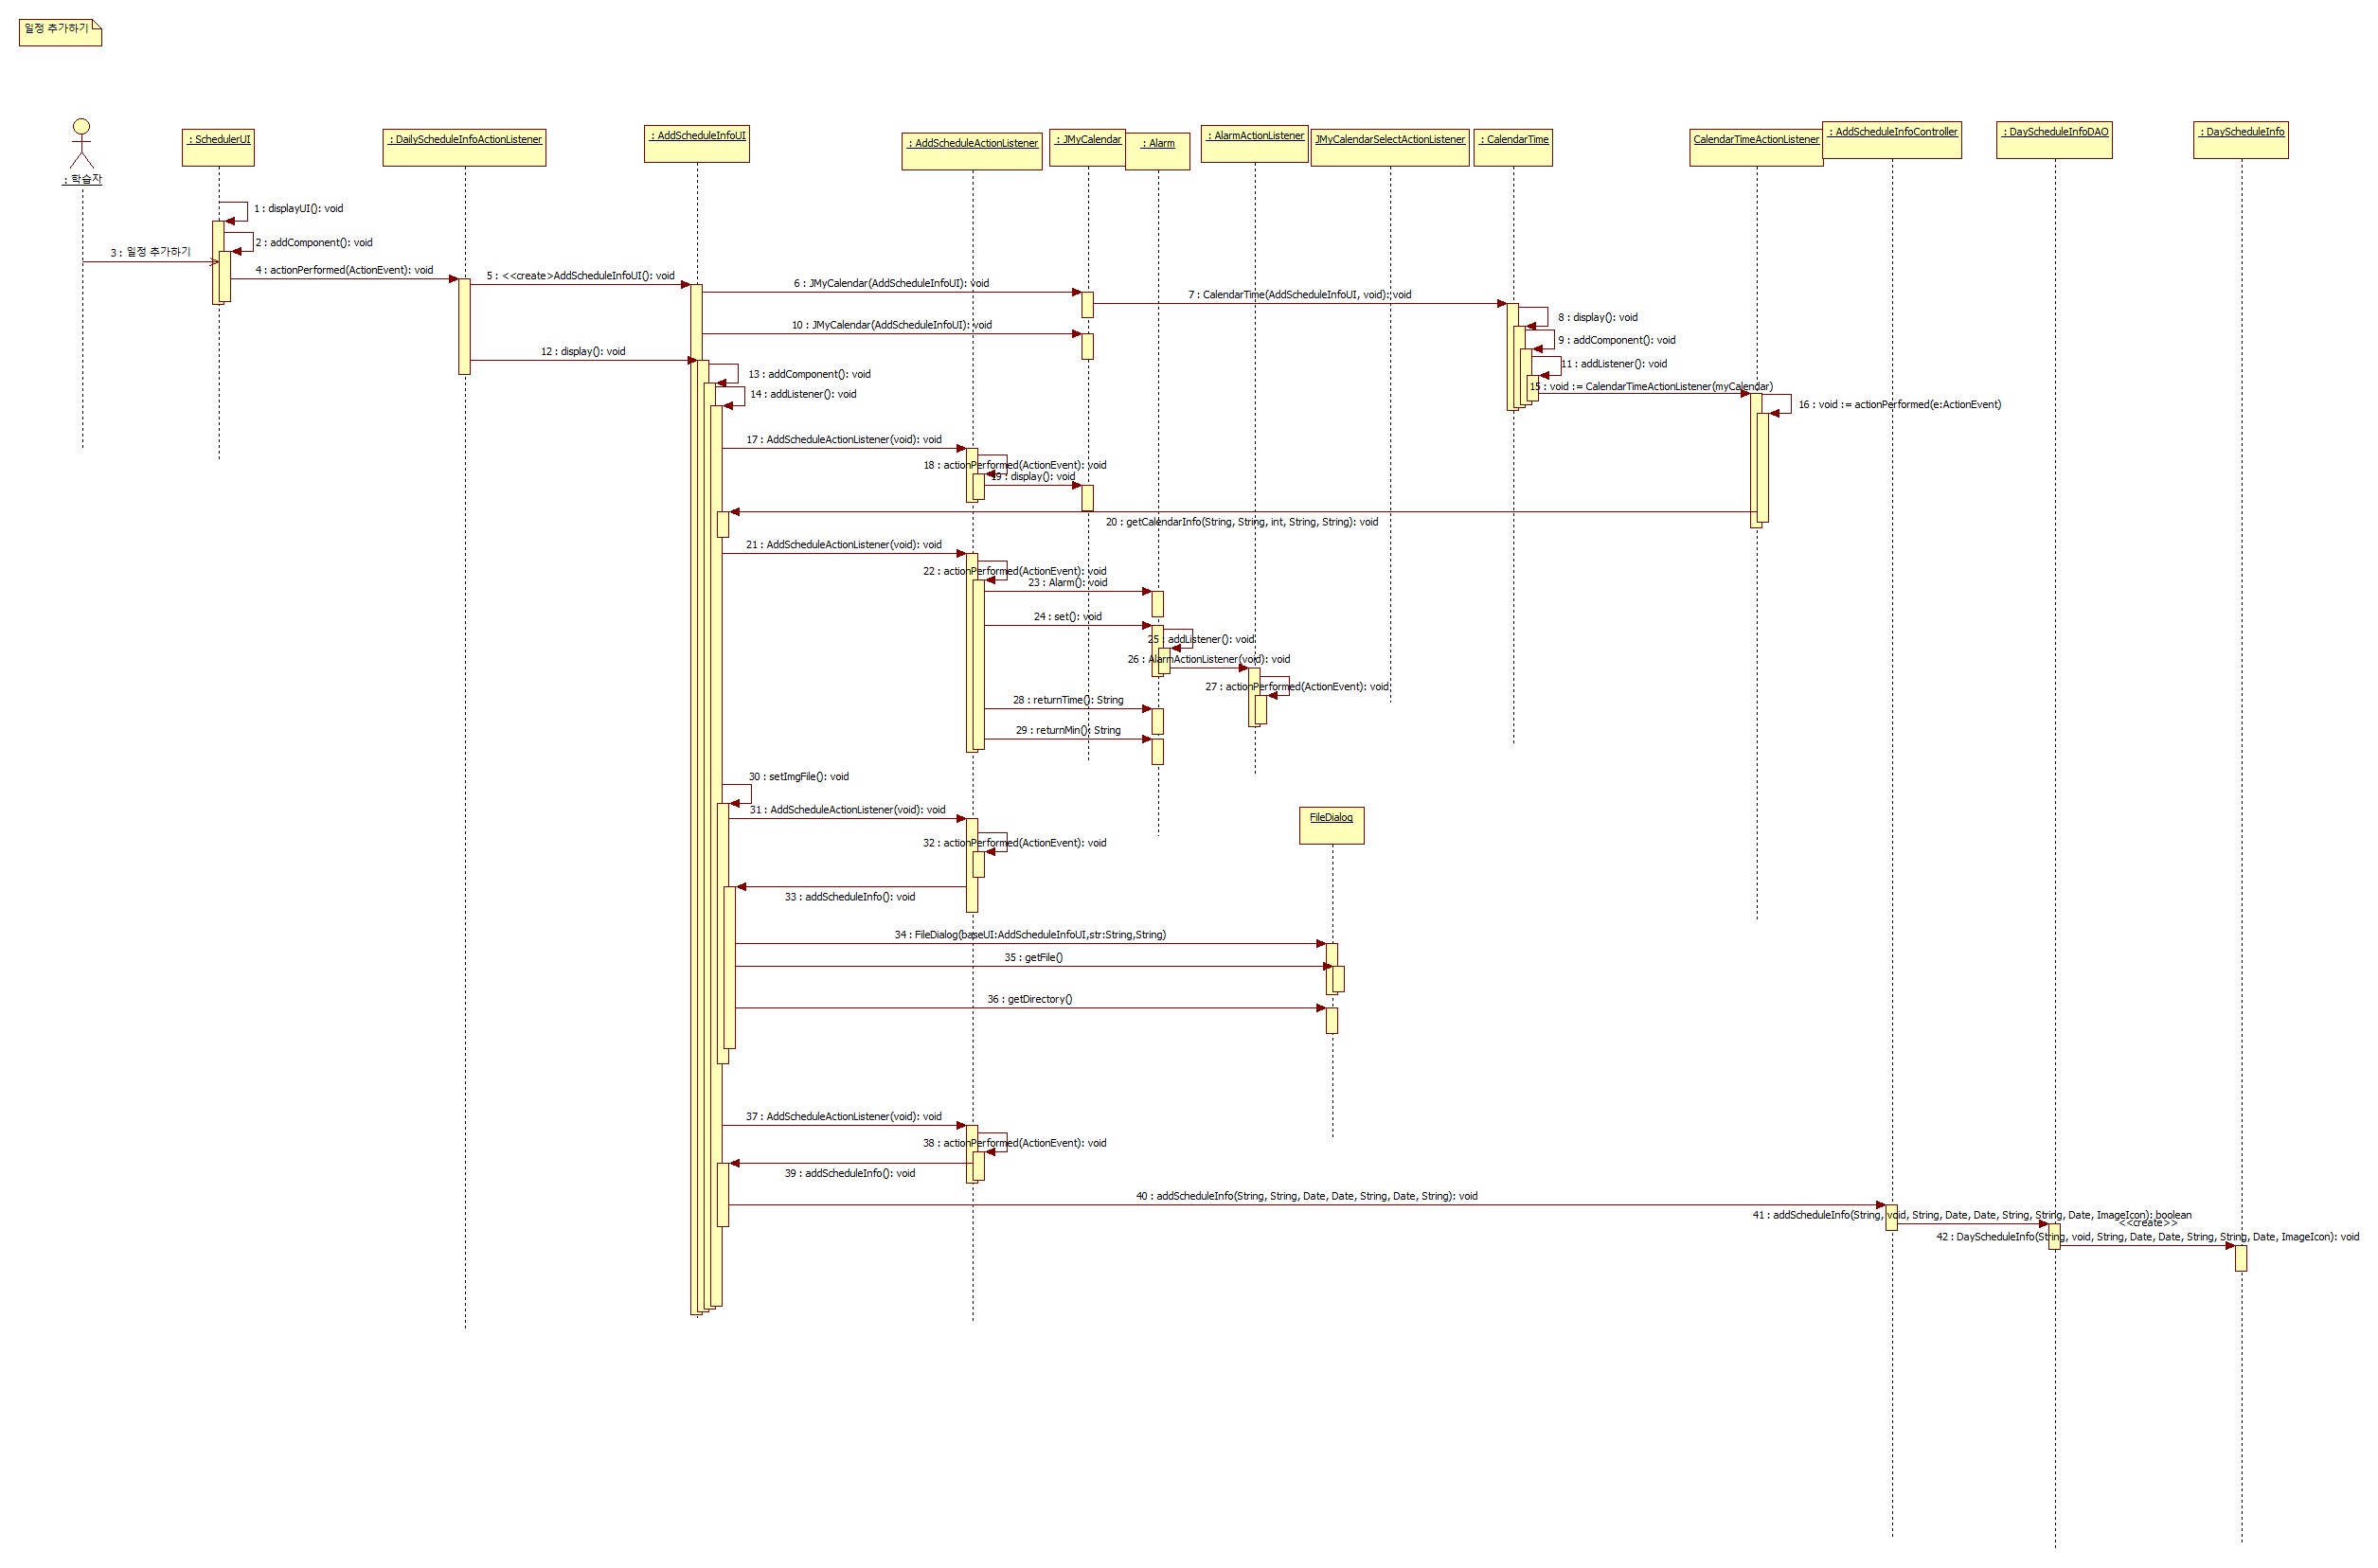 일정 추가하기
: 학습자
: SchedulerUI
: DailyScheduleInfoActionListener
: AddScheduleInfoUI
: AddScheduleActionListener
: JMyCalendar
: Alarm
: AlarmActionListener
JMyCalendarSelectActionListener
: CalendarTime
CalendarTimeActionListener
: AddScheduleInfoController
: DayScheduleInfoDAO
: DayScheduleInfo
1 : displayUI(): void
2 : addComponent(): void
3 : 일정 추가하기
4 : actionPerformed(ActionEvent): void
5 : <<create>AddScheduleInfoUI(): void
6 : JMyCalendar(AddScheduleInfoUI): void
7 : CalendarTime(AddScheduleInfoUI, void): void
8 : display(): void
9 : addComponent(): void
10 : JMyCalendar(AddScheduleInfoUI): void
11 : addListener(): void
12 : display(): void
13 : addComponent(): void
14 : addListener(): void
15 : void := CalendarTimeActionListener(myCalendar)
16 : void := actionPerformed(e:ActionEvent)
17 : AddScheduleActionListener(void): void
18 : actionPerformed(ActionEvent): void
19 : display(): void
20 : getCalendarInfo(String, String, int, String, String): void
21 : AddScheduleActionListener(void): void
22 : actionPerformed(ActionEvent): void
23 : Alarm(): void
24 : set(): void
25 : addListener(): void
26 : AlarmActionListener(void): void
27 : actionPerformed(ActionEvent): void
28 : returnTime(): String
29 : returnMin(): String
30 : setImgFile(): void
31 : AddScheduleActionListener(void): void
FileDialog
32 : actionPerformed(ActionEvent): void
33 : addScheduleInfo(): void
34 : FileDialog(baseUI:AddScheduleInfoUI,str:String,String)
35 : getFile()
36 : getDirectory()
37 : AddScheduleActionListener(void): void
38 : actionPerformed(ActionEvent): void
39 : addScheduleInfo(): void
40 : addScheduleInfo(String, String, Date, Date, String, Date, String): void
41 : addScheduleInfo(String, void, String, Date, Date, String, String, Date, ImageIcon): boolean
<<create>>
42 : DayScheduleInfo(String, void, String, Date, Date, String, String, Date, ImageIcon): void